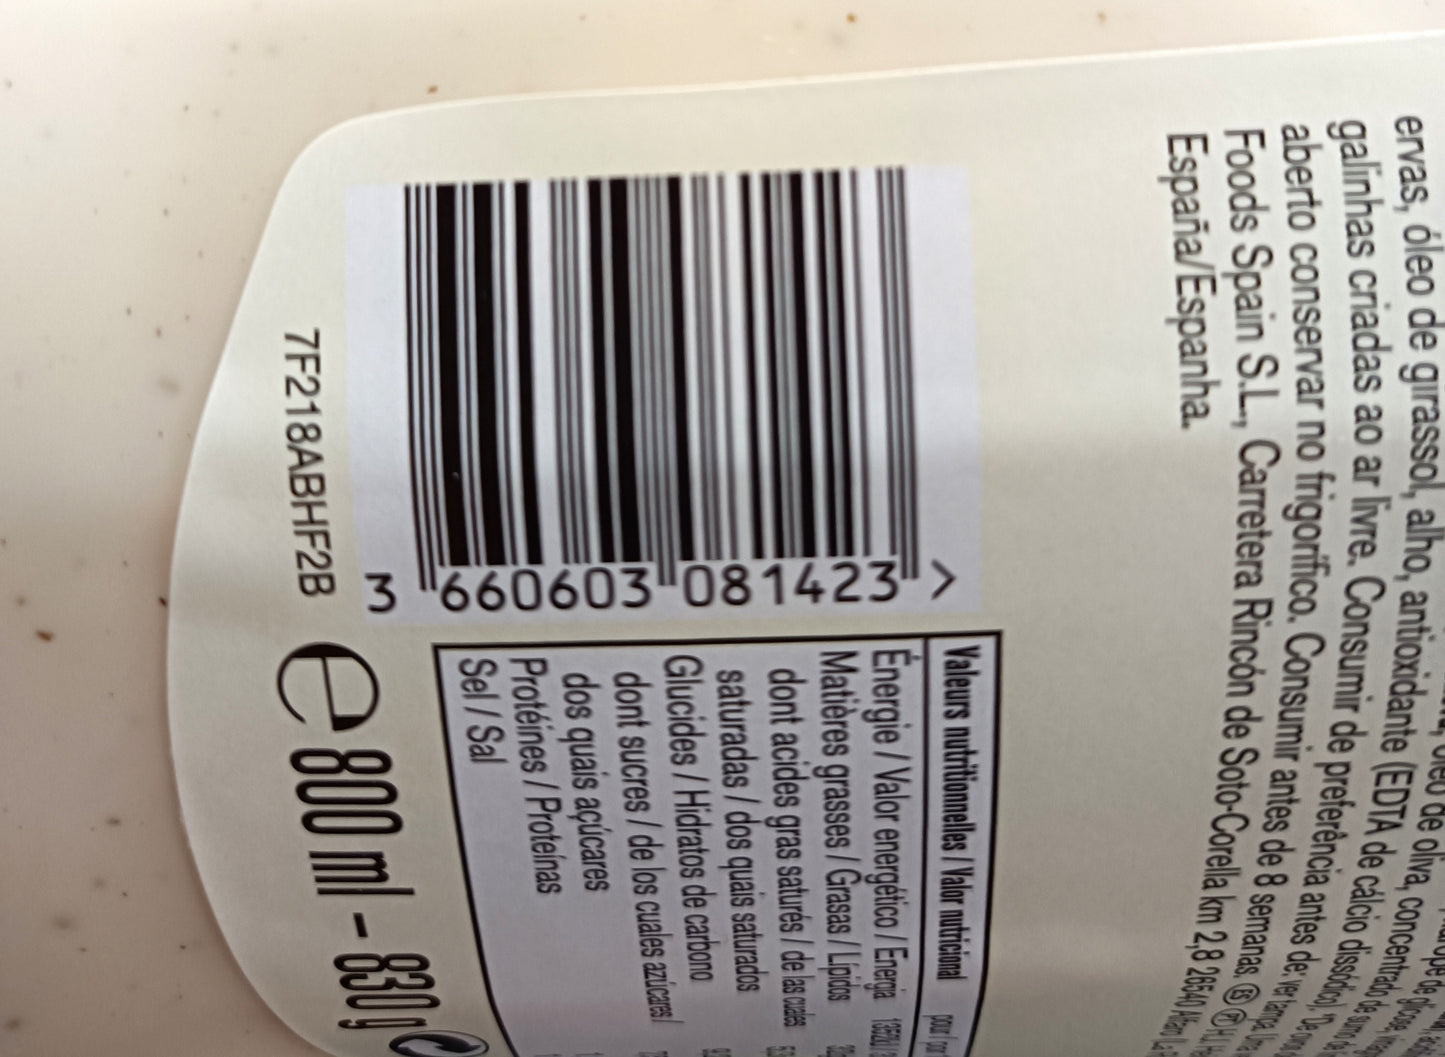 ervas, óleo de girassol, alho, antioxidante (EDTA de cálcio dissódico).
galinhas criadas ao ar livre. Consumir de preferência antes de: ver tampa.
aberto conservar no frigorífico. Consumir antes de 8 semanas.
Foods Spain S.L., Carretera Rincón de Soto-Corella km 2,8 26540
España/Espanha.
3 660603 081423 >
7F218ABHF2B
Valeurs nutritionnelles / Valor nutricional
Énergie / Valor energético / Energia
Matières grasses / Grasas / Lípidos
dont acides gras saturés / de las cuales
saturadas / dos quais saturados
Glucides / Hidratos de carbono
dont sucres / de los cuales azúcares /
dos quais açúcares
Protéines / Proteínas
Sel / Sal
e 800 ml - 830 g